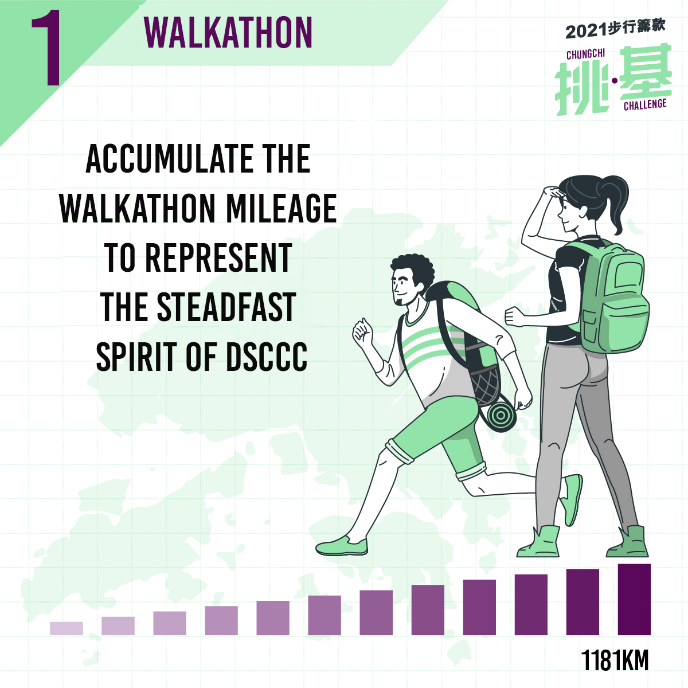 1
WALKATHON
2021步行籌款
CHUNGCHI
挑·基
CHALLENGE
ACCUMULATE THE
WALKATHON MILEAGE
TO REPRESENT
THE STEADFAST
SPIRIT OF DSCCC
1181KM